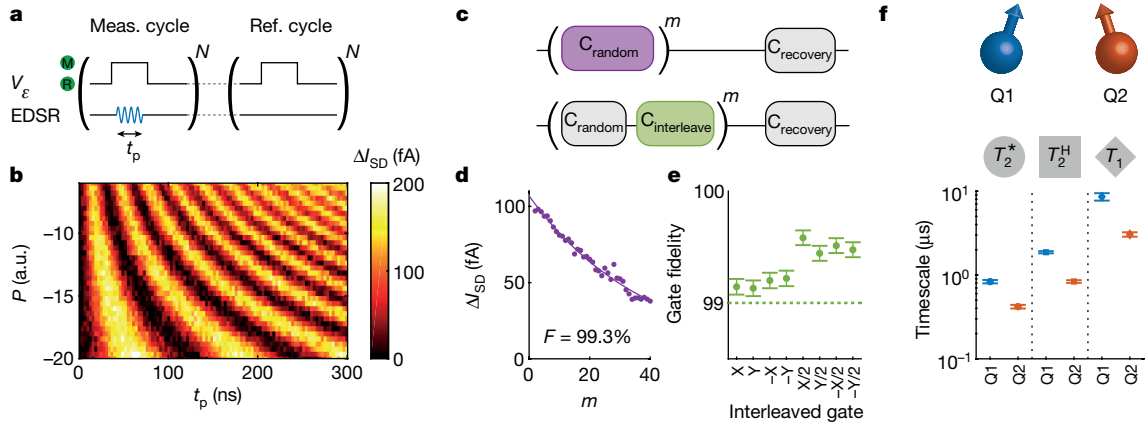 a
Meas. cycle
Ref. cycle
N
N
M
R
Vε
EDSR
tp
b
ΔISD (fA)
200
100
0
P (a.u.)
−10
−15
−20
0
100
200
300
tp (ns)
c
Crandom
m
Crecovery
Crandom
Cinterleave
m
Crecovery
d
ΔISD (fA)
100
50
0
F = 99.3%
0
20
40
m
e
Gate fidelity
100
99
X
Y
−X
−Y
X/2
Y/2
−X/2
−Y/2
Interleaved gate
f
Q1
Q2
T2*
T2H
T1
Timescale (μs)
10¹
10⁰
10⁻¹
Q1
Q2
Q1
Q2
Q1
Q2